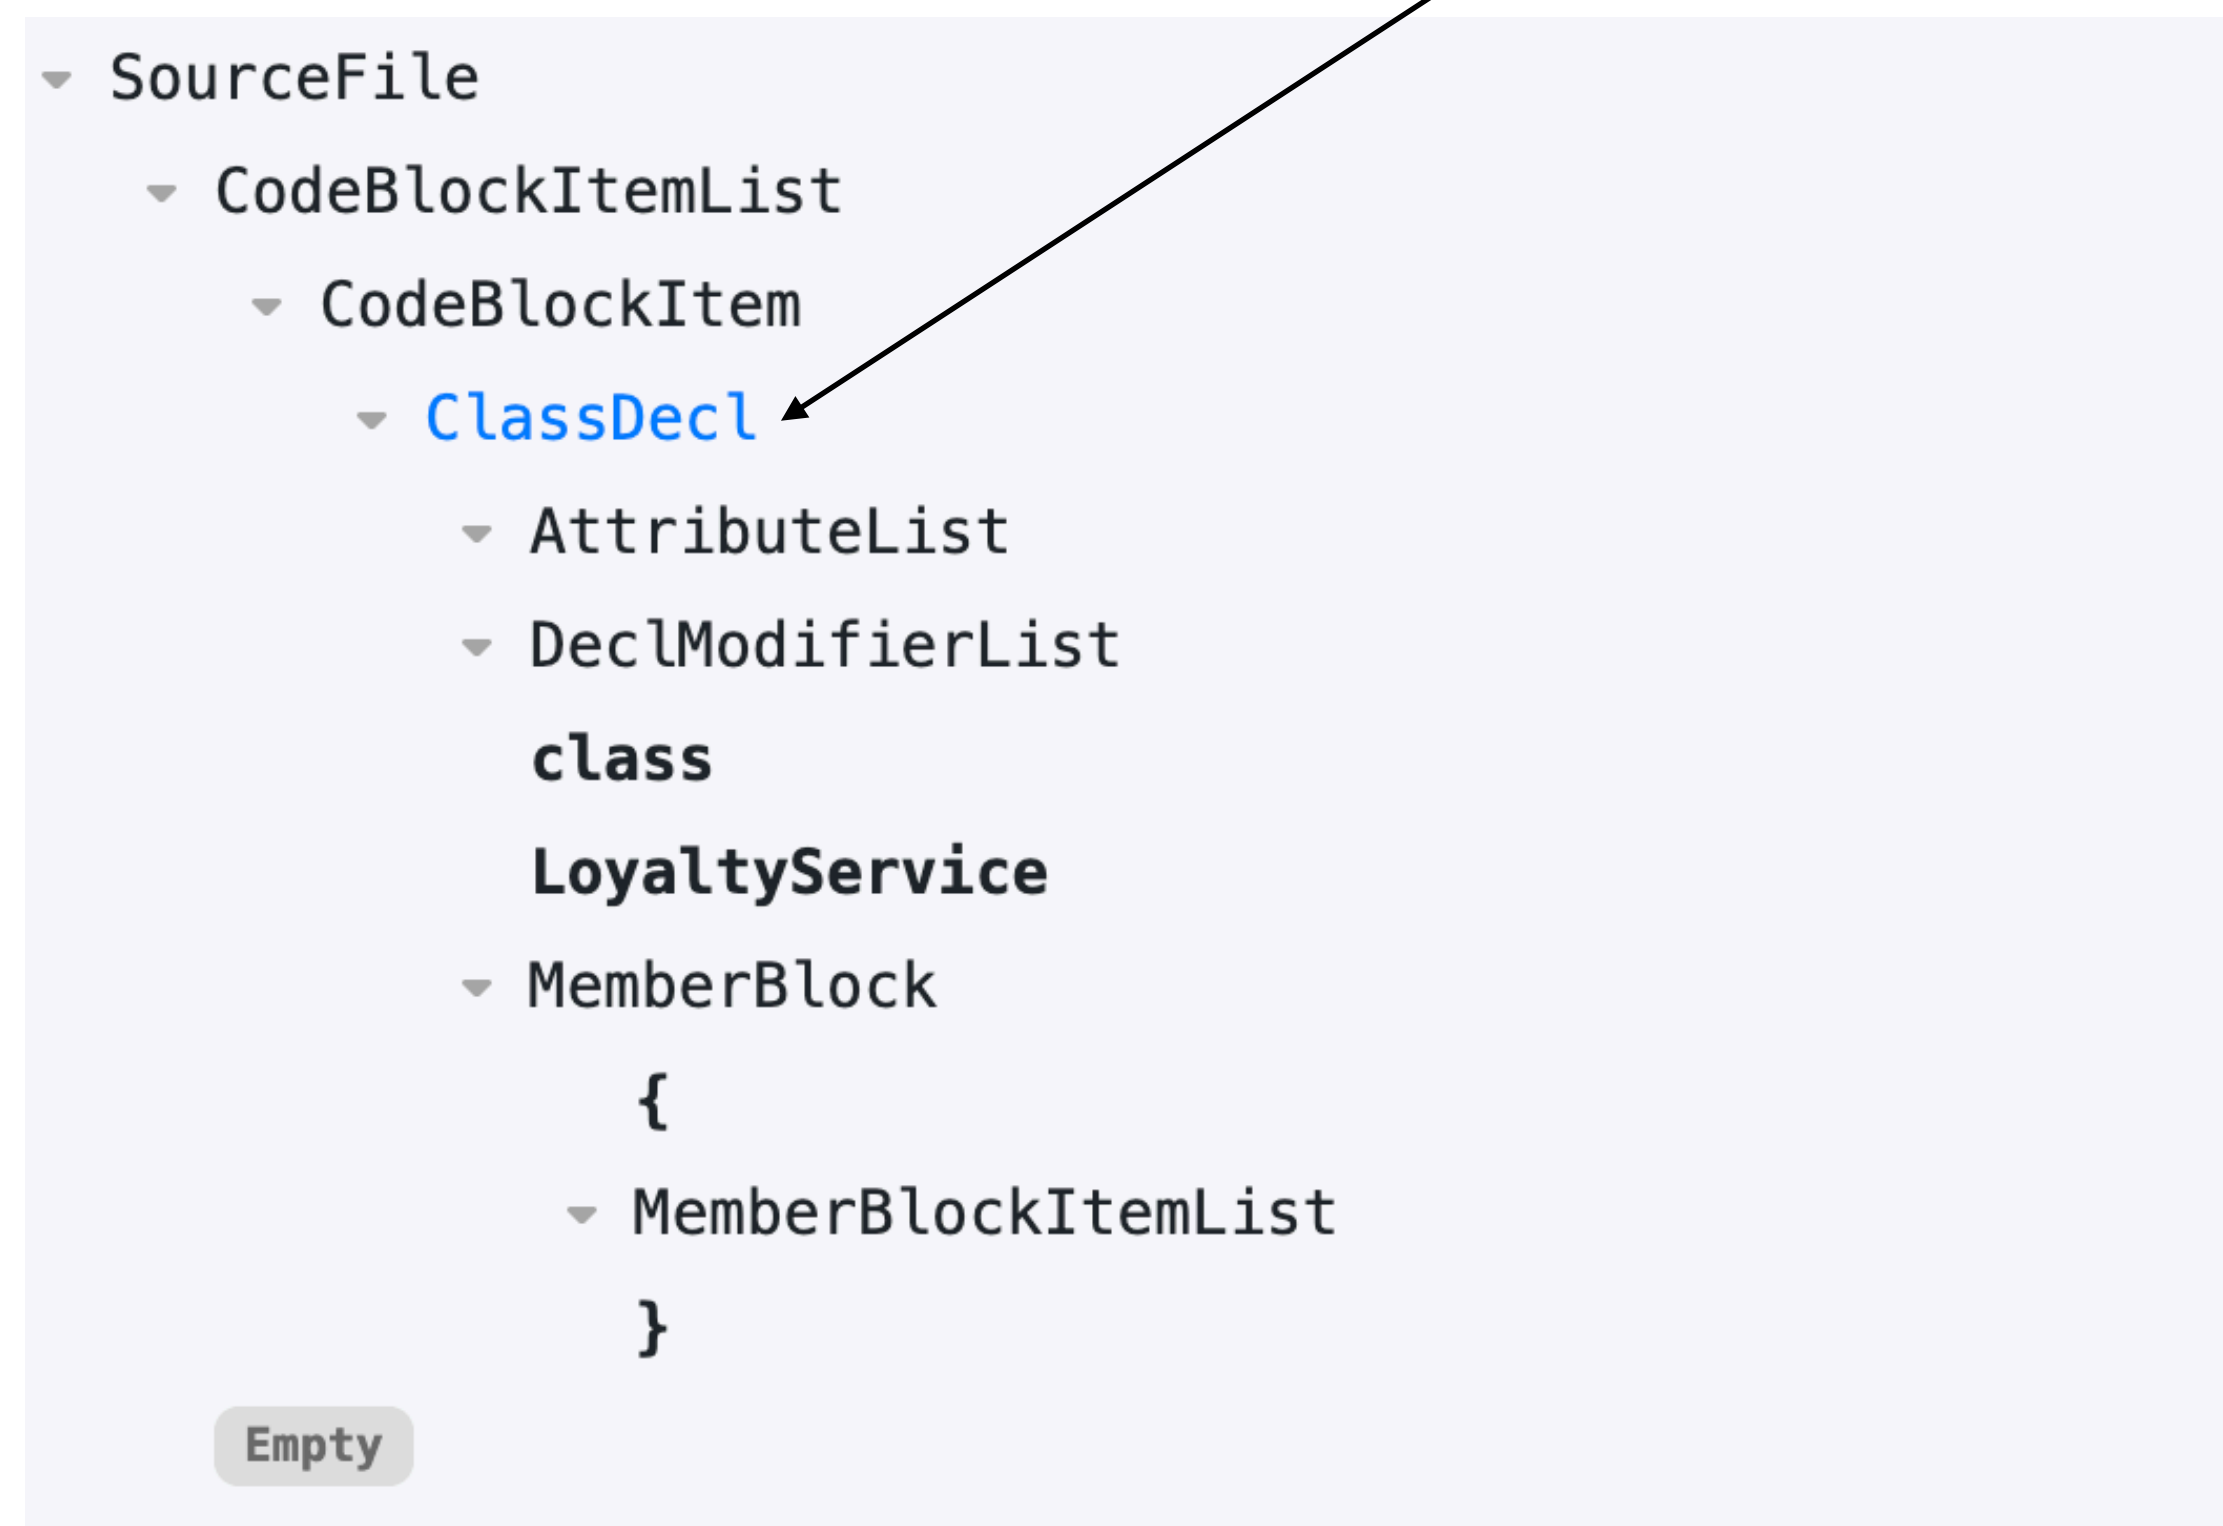 SourceFile
CodeBlockItemList
CodeBlockItem
ClassDecl
AttributeList
DeclModifierList
class
LoyaltyService
MemberBlock
{
MemberBlockItemList
}
Empty